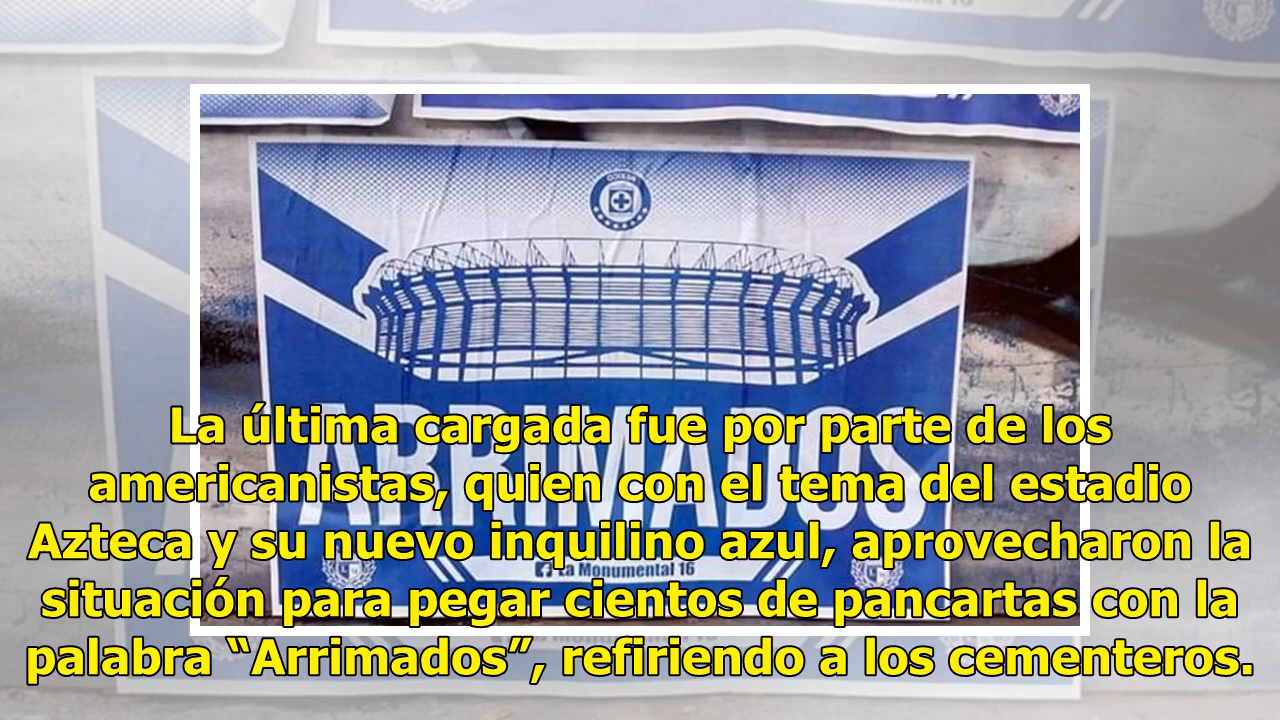 ARRIMADOS
La Monumental 16
La última cargada fue por parte de los
americanistas, quien con el tema del estadio
Azteca y su nuevo inquilino azul, aprovecharon la
situación para pegar cientos de pancartas con la
palabra “Arrimados”, refiriendo a los cementeros.